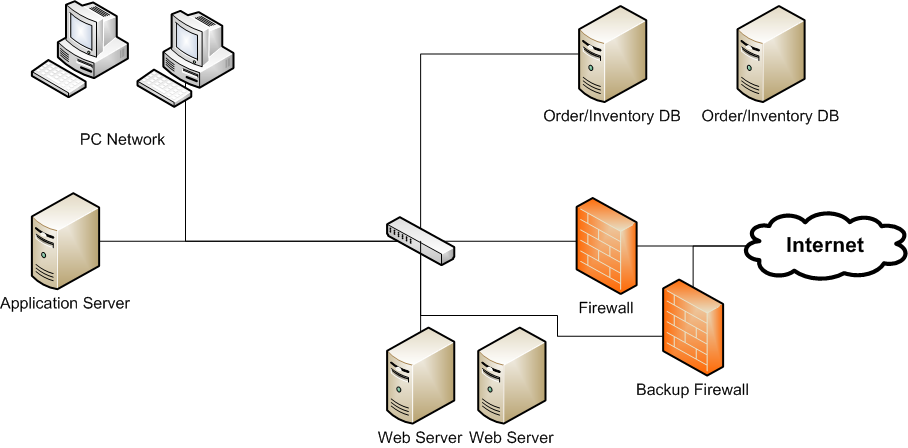 Order/Inventory DB
Order/Inventory DB
PC Network
Internet
Application Server
Firewall
Backup Firewall
Web Server
Web Server